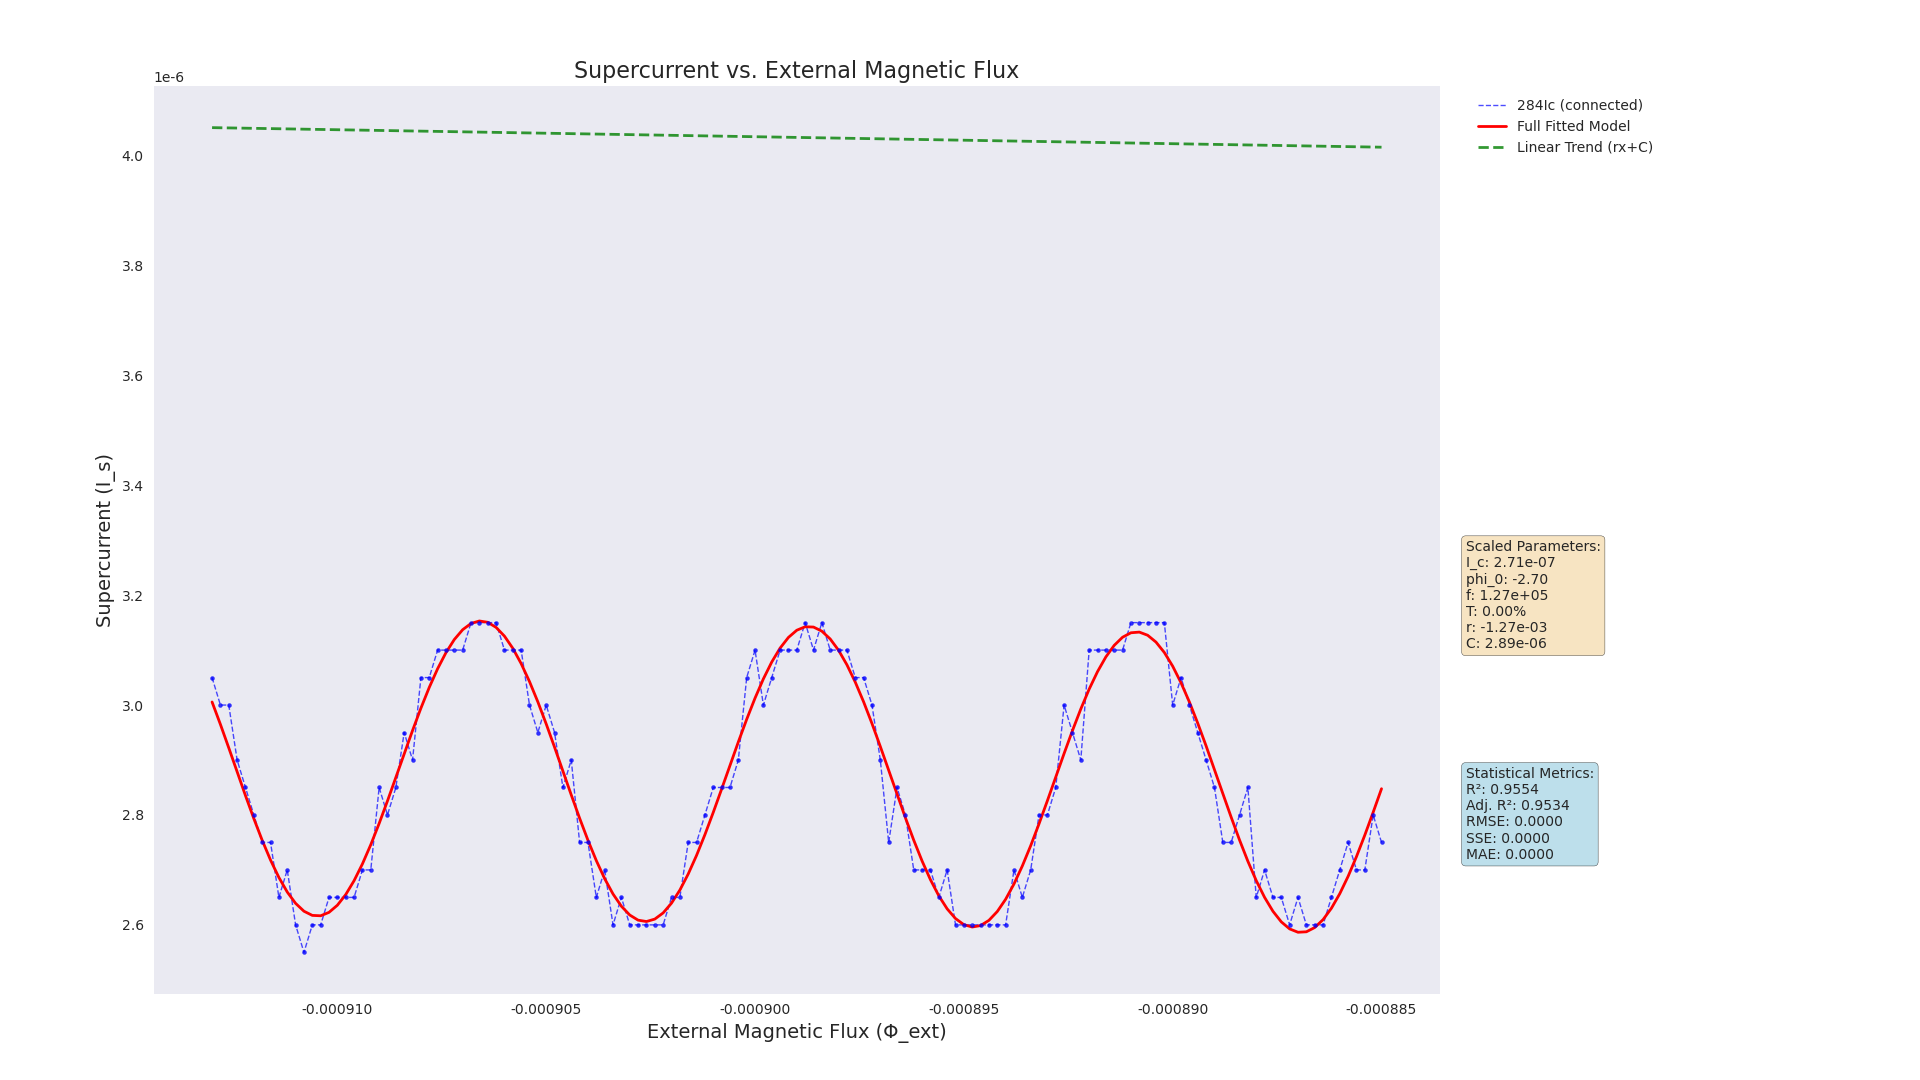 Supercurrent vs. External Magnetic Flux
1e-6
4.0
3.8
3.6
3.4
3.2
3.0
2.8
2.6
Supercurrent (I_s)
-0.000910
-0.000905
-0.000900
-0.000895
-0.000890
-0.000885
External Magnetic Flux (Φ_ext)
284Ic (connected)
Full Fitted Model
Linear Trend (rx+C)
Scaled Parameters:
I_c: 2.71e-07
phi_0: -2.70
f: 1.27e+05
T: 0.00%
r: -1.27e-03
C: 2.89e-06
Statistical Metrics:
R²: 0.9554
Adj. R²: 0.9534
RMSE: 0.0000
SSE: 0.0000
MAE: 0.0000